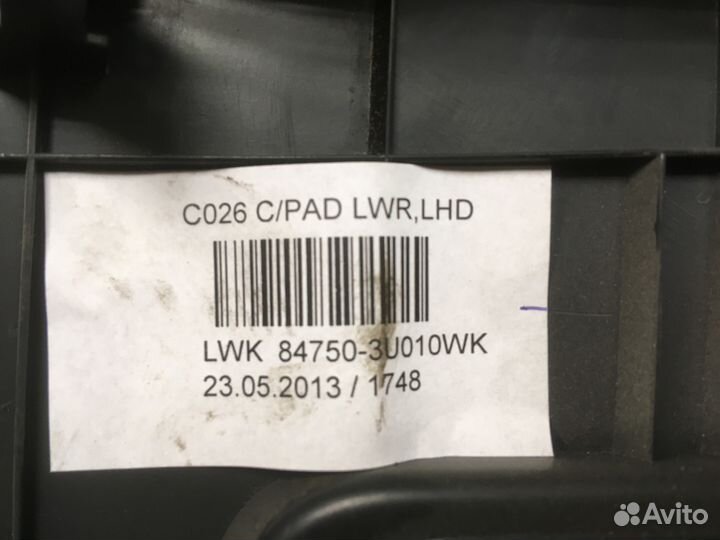 C026 C/PAD LWR,LHD
LWK 84750-3U010WK
23.05.2013 / 1748
Avito